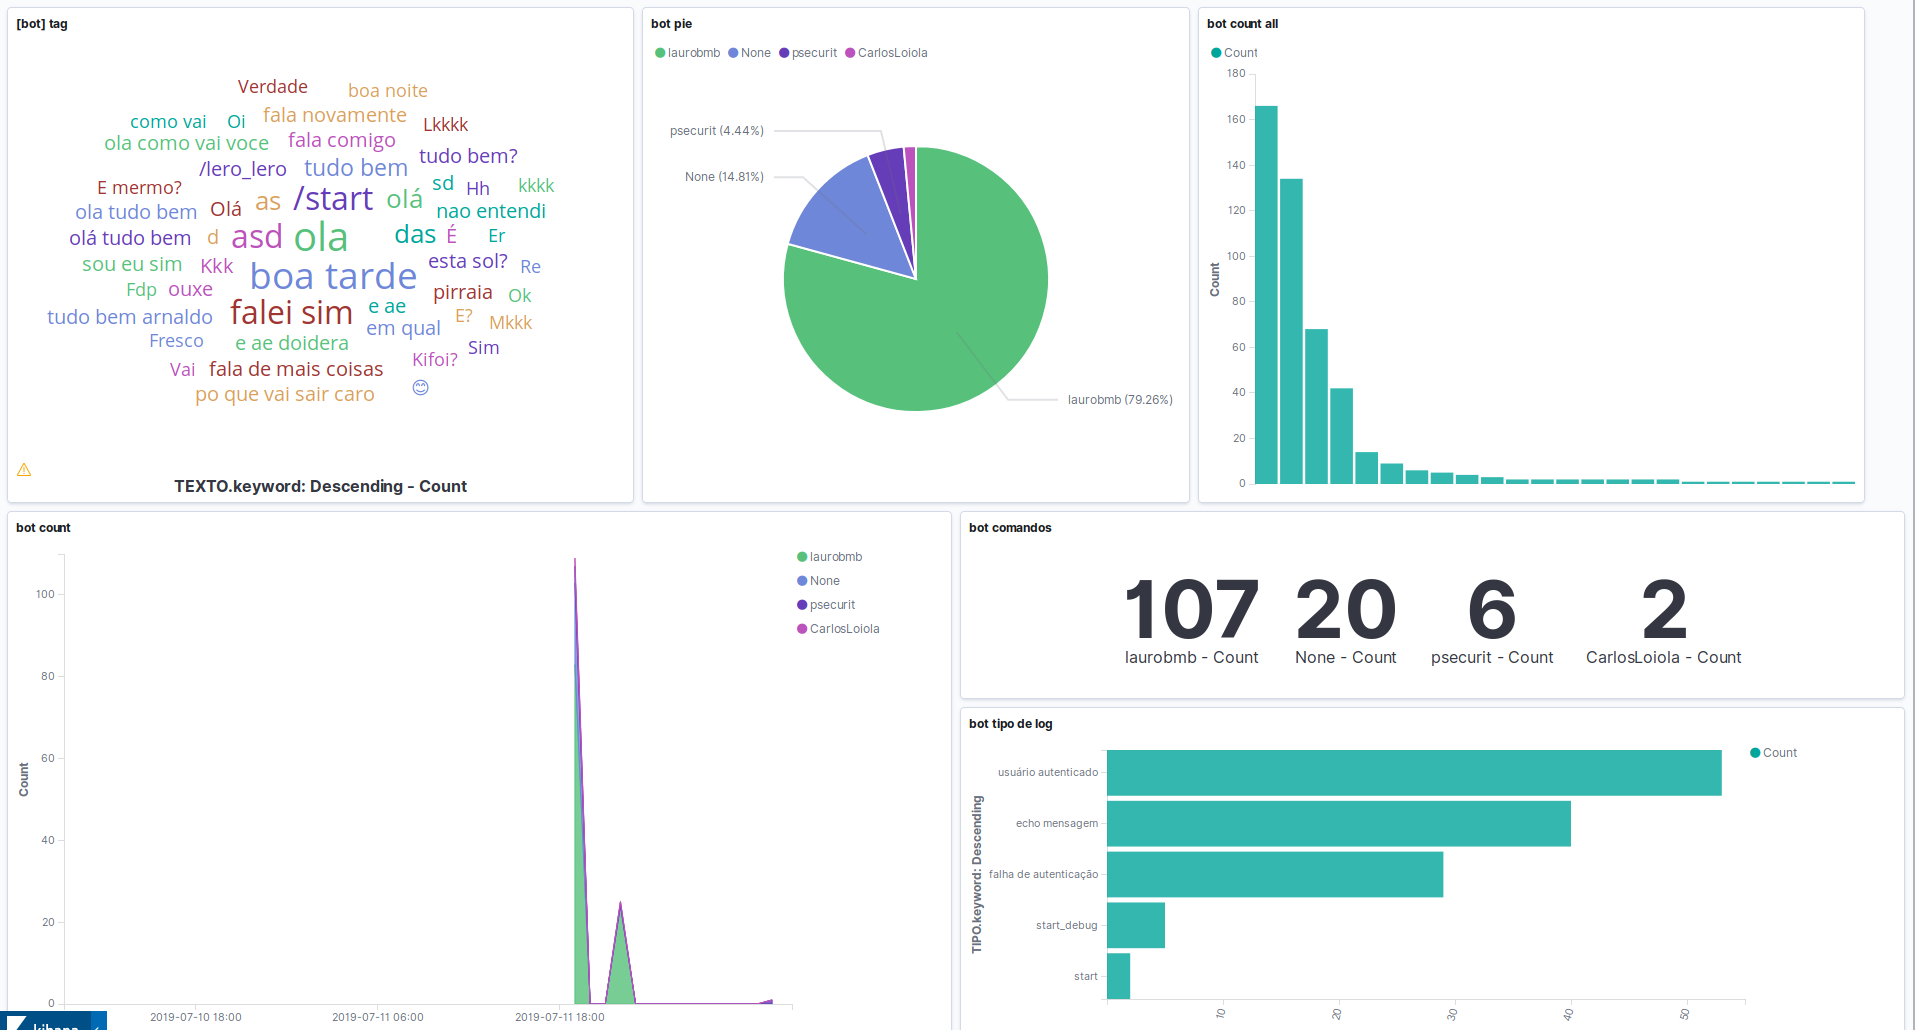 [bot] tag
Verdade
boa noite
como vai
Oi
fala novamente
Lkkkk
ola como vai voce
fala comigo
/lero_lero
tudo bem
tudo bem?
E mermo?
as
/start
olá
sd
Hh
kkkk
ola tudo bem
Olá
nao entendi
olá tudo bem
d
asd
ola
das
É
Er
sou eu sim
Kkk
boa tarde
esta sol?
Re
Fdp
ouxe
pirraia
Ok
tudo bem arnaldo
falei sim
e ae
em qual
E?
Mkkk
Fresco
e ae doidera
Sim
Vai
fala de mais coisas
Kifoi?
po que vai sair caro
😊
TEXTO.keyword: Descending - Count
bot pie
laurobmb
None
psecurit
CarlosLoiola
psecurit (4.44%)
None (14.81%)
laurobmb (79.26%)
bot count all
Count
Count
180
160
140
120
100
80
60
40
20
0
bot count
Count
100
80
60
40
20
0
2019-07-10 18:00
2019-07-11 06:00
2019-07-11 18:00
laurobmb
None
psecurit
CarlosLoiola
bot comandos
107
laurobmb - Count
20
None - Count
6
psecurit - Count
2
CarlosLoiola - Count
bot tipo de log
Count
TIPO.keyword: Descending
usuário autenticado
echo mensagem
falha de autenticação
start_debug
start
10
20
30
40
50
kibana